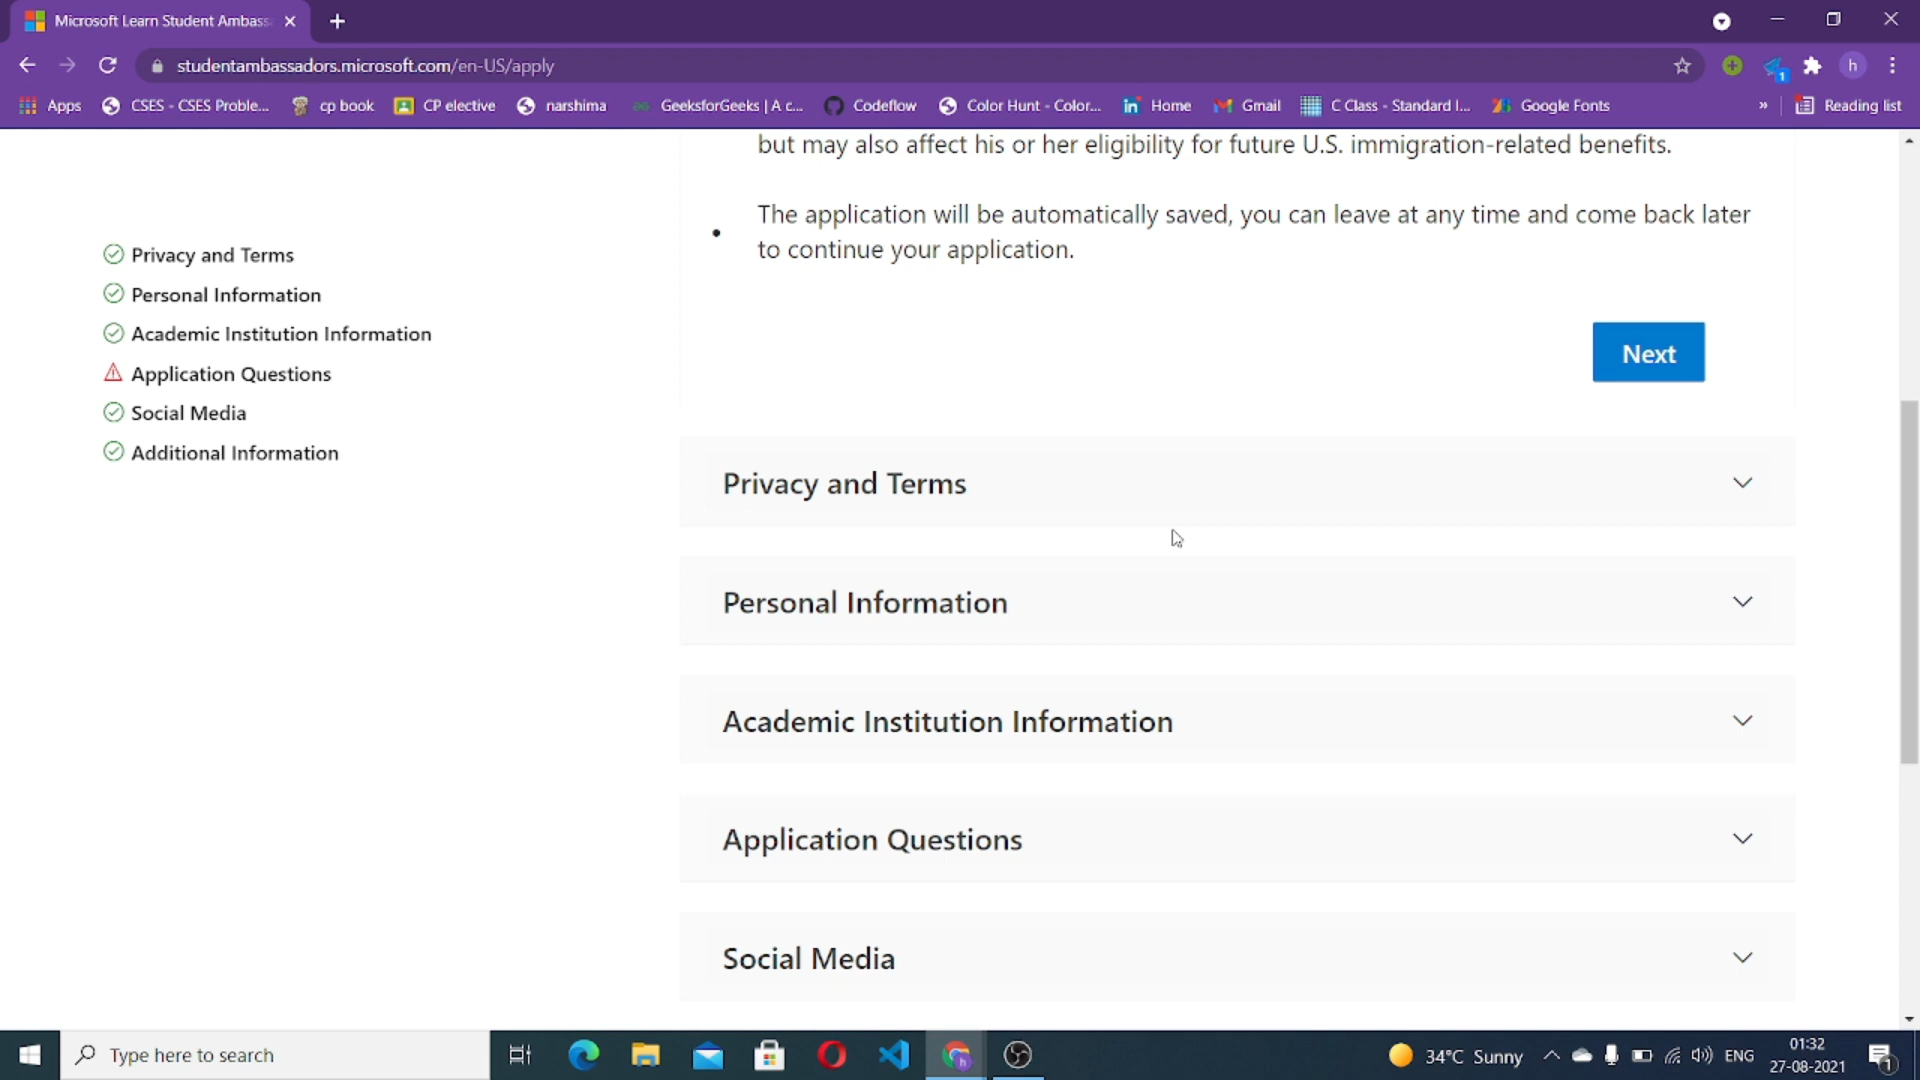 Microsoft Learn Student Ambass
studentambassadors.microsoft.com/en-US/apply
h
1
Apps
CSES - CSES Proble...
cp book
CP elective
narshima
GeeksforGeeks | A c...
Codeflow
Color Hunt - Color...
Home
Gmail
C Class - Standard I...
Google Fonts
»
Reading list
but may also affect his or her eligibility for future U.S. immigration-related benefits.
• The application will be automatically saved, you can leave at any time and come back later
to continue your application.
Next
Privacy and Terms
Personal Information
Academic Institution Information
Application Questions
Social Media
Additional Information
Privacy and Terms
Personal Information
Academic Institution Information
Application Questions
Social Media
Type here to search
34°C Sunny
ENG
01:32
27-08-2021
1